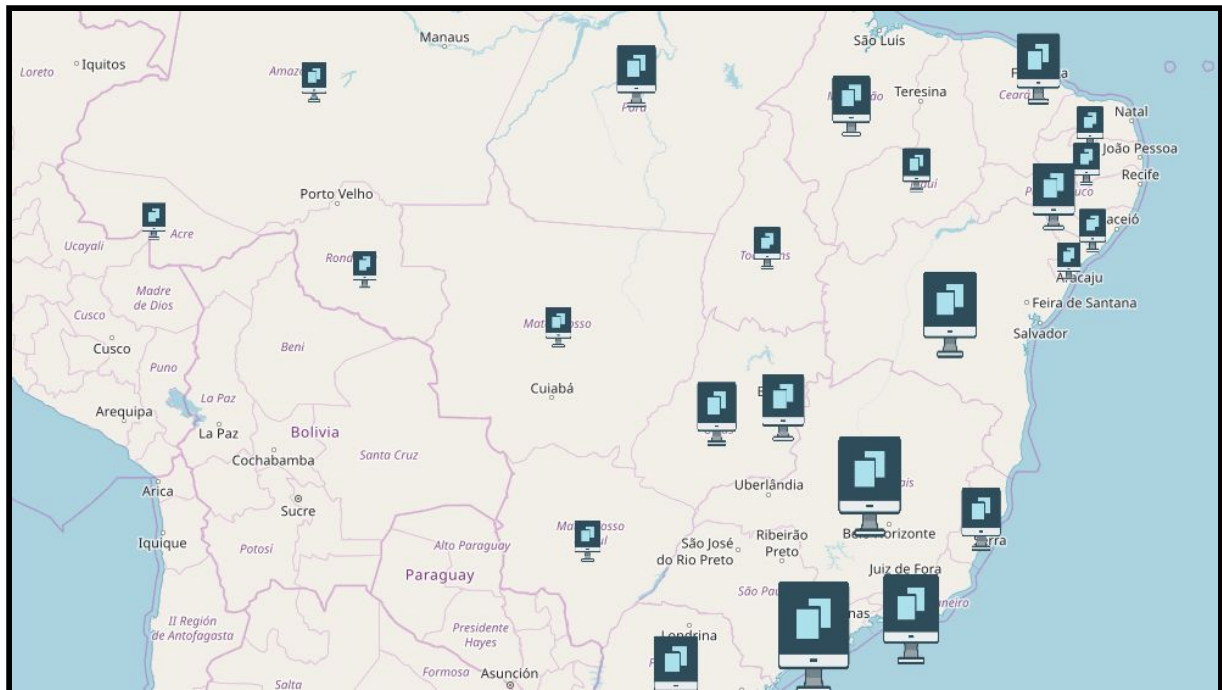 Manaus
São Luís
Loreto
Iquitos
Teresina
Ceará
Natal
João Pessoa
Recife
Porto Velho
Acre
Ucayali
Aracaju
Madre
de Dios
Feira de Santana
Cusco
Salvador
Cusco
Beni
Puno
Cuiabá
La Paz
Arequipa
La Paz
Bolivia
Cochabamba
Santa Cruz
Uberlândia
Arica
Sucre
Ribeirão
Preto
Belo Horizonte
Iquique
Potosí
Alto Paraguay
São José
do Rio Preto
Paraguay
Juiz de Fora
II Región
de Antofagasta
Presidente
Hayes
Londrina
Formosa
Asunción
Salta